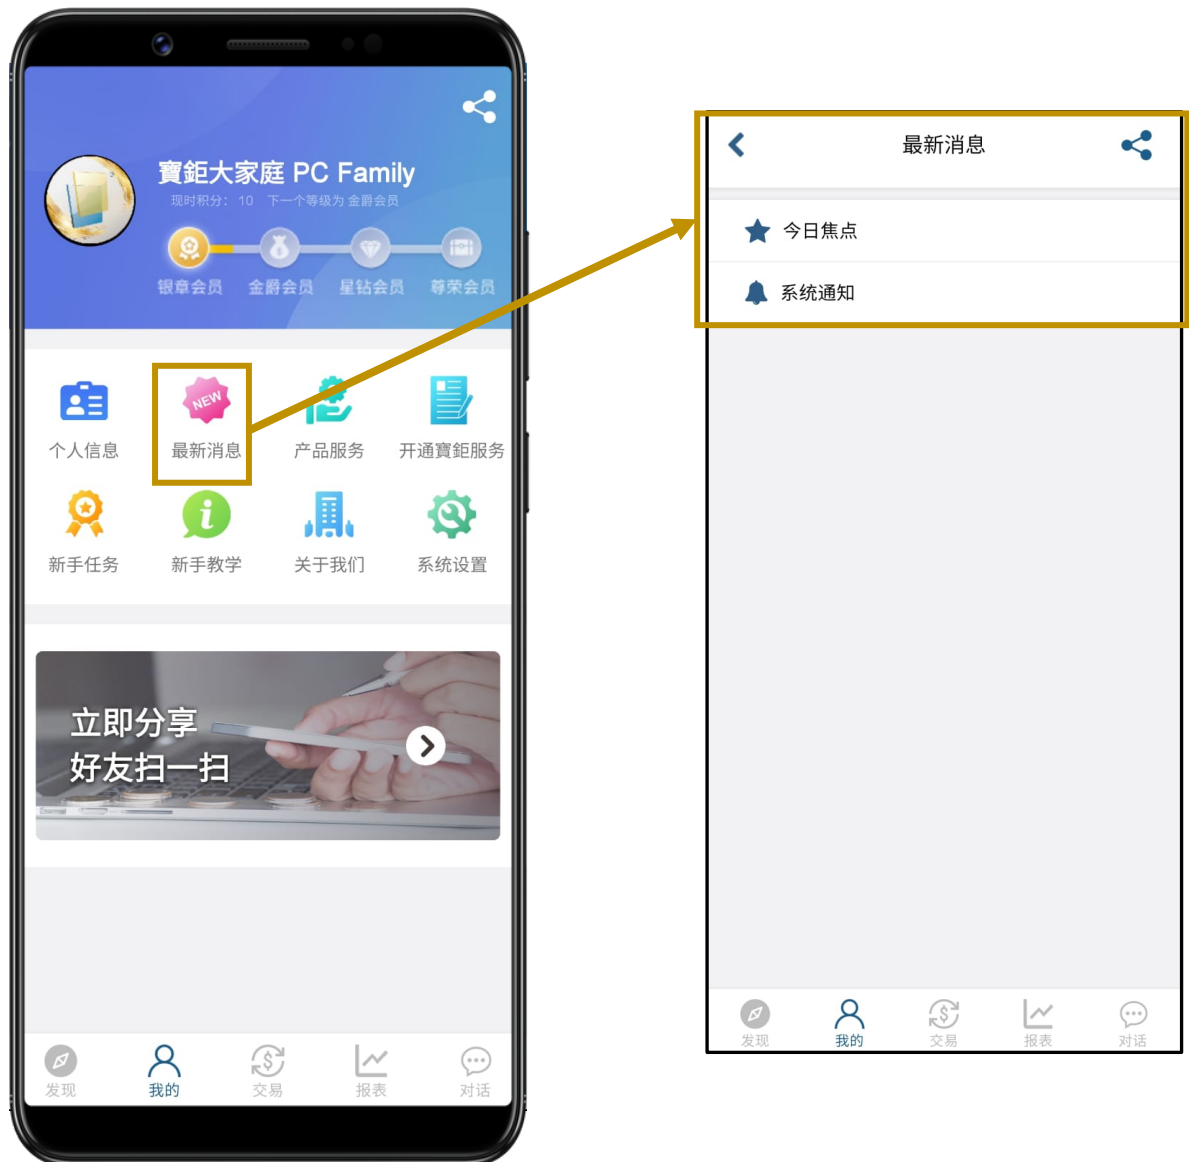 寶鉅大家庭 PC Family
现时积分： 10 下一个等级为 金爵会员
银章会员 金爵会员 星钻会员 尊荣会员
NEW
个人信息 最新消息 产品服务 开通寶鉅服务
i
新手任务 新手教学 关于我们 系统设置
立即分享
好友扫一扫
发现 我的 交易 报表 对话
最新消息
今日焦点
系统通知
发现 我的 交易 报表 对话